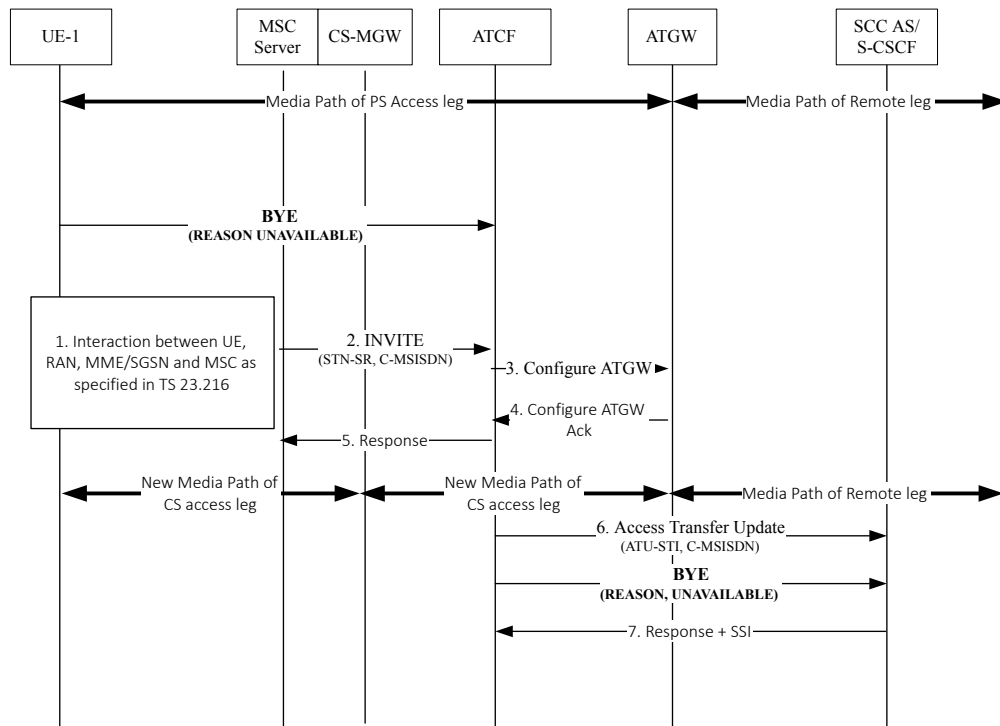 UE-1
MSC
Server
CS-MGW
ATCF
ATGW
SCC AS/
S-CSCF
Media Path of PS Access leg
Media Path of Remote leg
BYE
(REASON UNAVAILABLE)
1. Interaction between UE,
RAN, MME/SGSN and MSC as
specified in TS 23.216
2. INVITE
(STN-SR, C-MSISDN)
3. Configure ATGW
4. Configure ATGW
Ack
5. Response
New Media Path of
CS access leg
New Media Path of
CS access leg
Media Path of Remote leg
6. Access Transfer Update
(ATU-STI, C-MSISDN)
BYE
(REASON, UNAVAILABLE)
7. Response + SSI